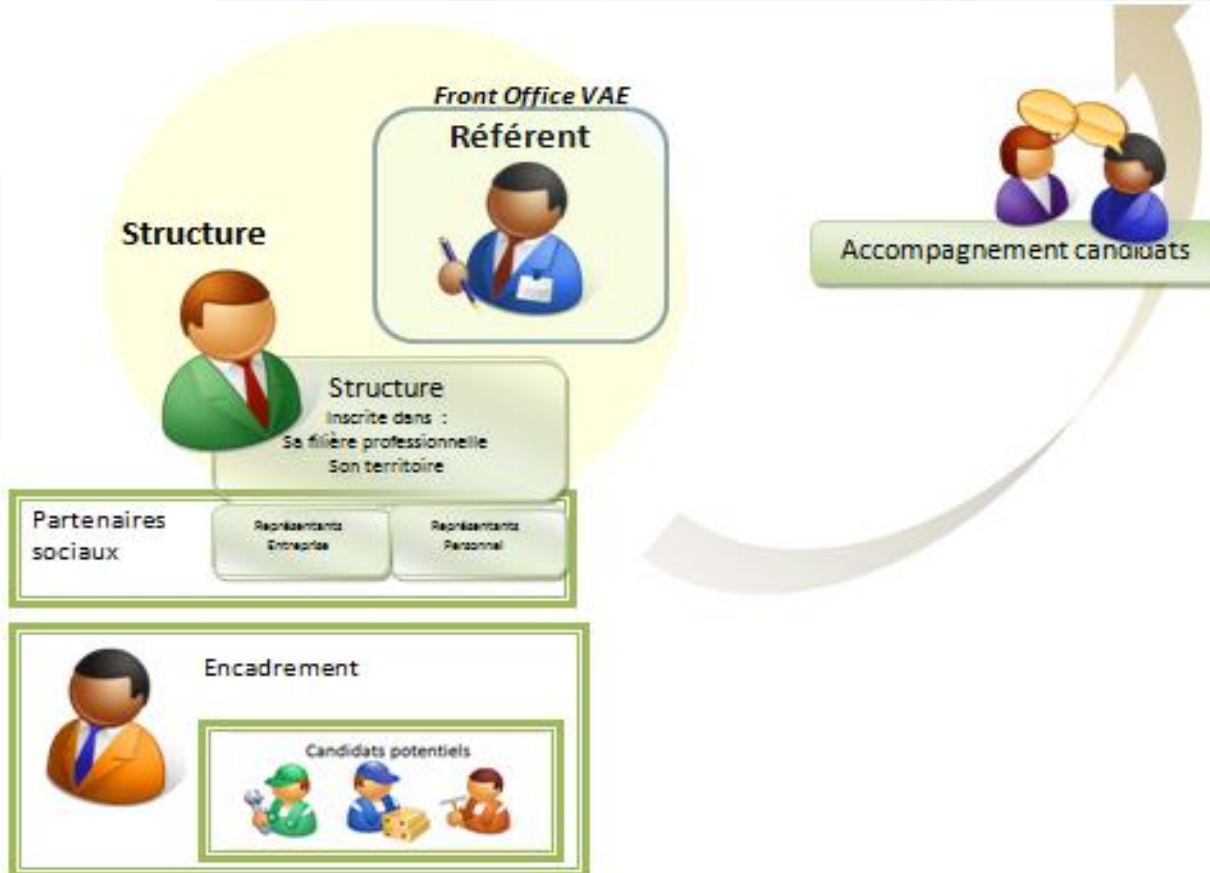 Front Office VAE
Référent
Structure
Accompagnement candidats
Structure
Inscrite dans :
Sa filière professionnelle
Son territoire
Partenaires
sociaux
Représentants
Entreprise
Représentants
Personnel
Encadrement
Candidats potentiels